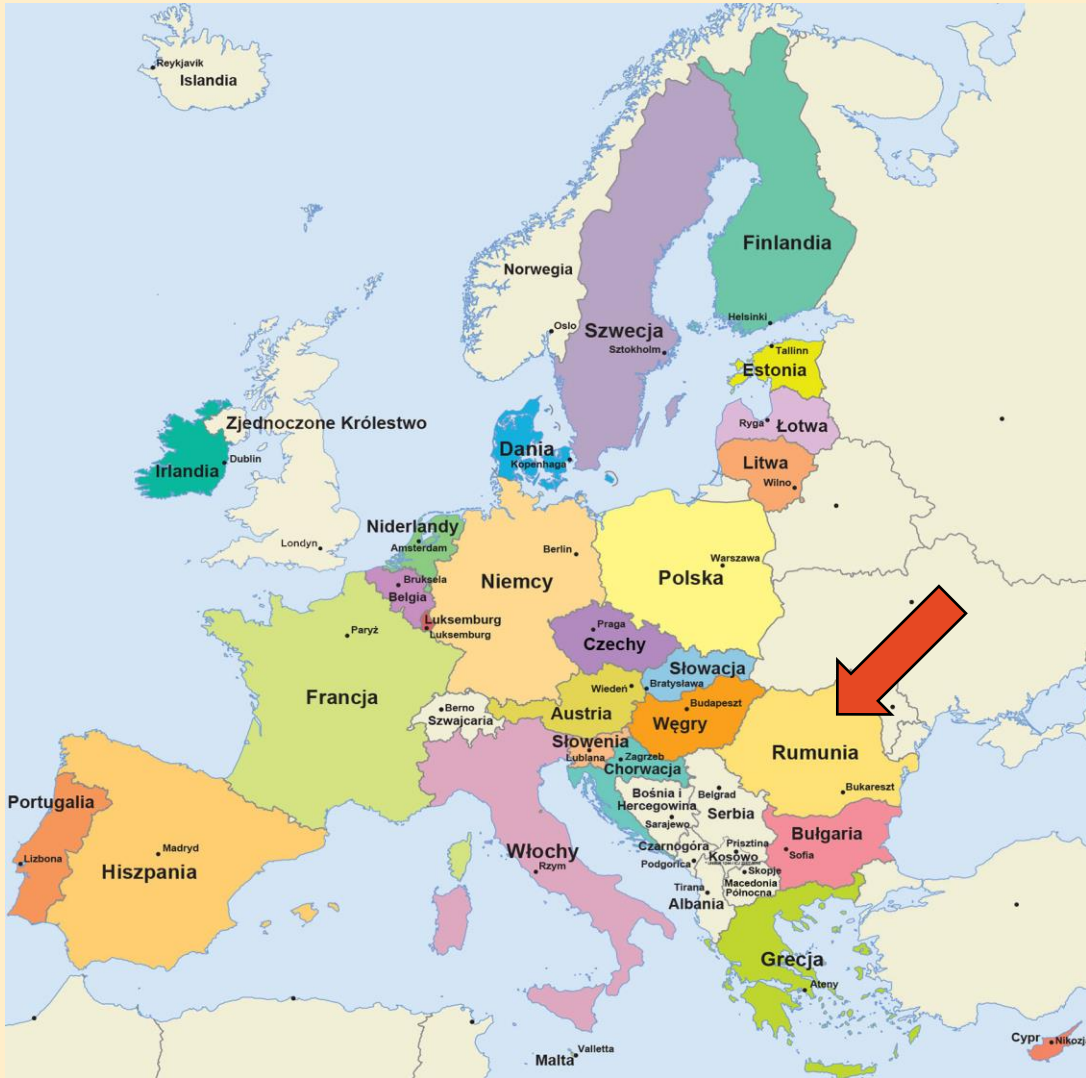 Reykjavik
Islandia
Finlandia
Norwegia
Helsinki
Oslo
Szwecja
Sztokholm
Tallinn
Estonia
Zjednoczone Królestwo
Ryga
Łotwa
Dania
Kopenhaga
Dublin
Irlandia
Litwa
Wilno
Niderlandy
Amsterdam
Londyn
Berlin
Warszawa
Niemcy
Polska
Bruksela
Belgia
Luksemburg
Luksemburg
Paryż
Praga
Czechy
Słowacja
Bratysława
Wiedeń
Francja
Berno
Szwajcaria
Austria
Budapeszt
Węgry
Słowenia
Lublana
Zagrzeb
Chorwacja
Rumunia
Bukareszt
Bośnia i
Hercegowina
Sarajewo
Belgrad
Serbia
Portugalia
Lizbona
Madryd
Hiszpania
Włochy
Rzym
Czarnogóra
Podgorica
Prisztina
Kosowo
Bułgaria
Sofia
Skopje
Macedonia
Północna
Tirana
Albania
Grecja
Ateny
Malta
Valletta
Cypr
Nikozja